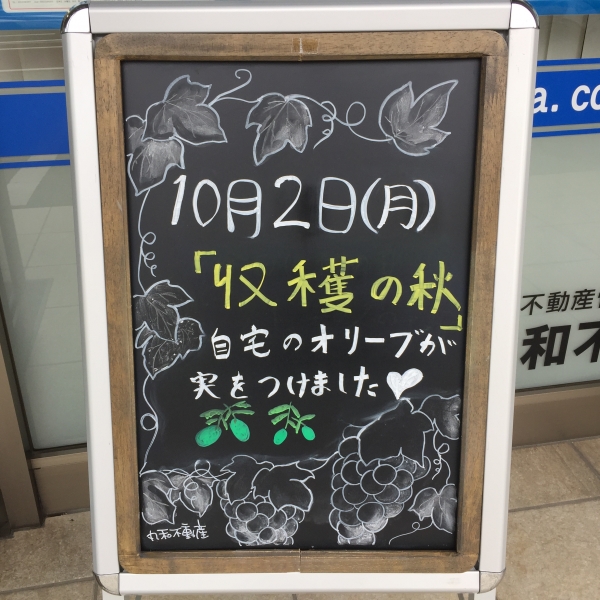 a. co
10月2日(月)
「収穫の秋」
自宅のオリーブが
実をつけました♡
丸和不動産
不動産
和不